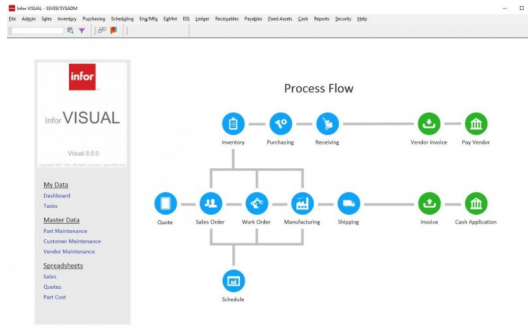 Infor VISUAL - SSVE8/SYSADM
File Admin Sales Inventory Purchasing Scheduling Eng/Mfg EqMnt EDI Ledger Receivables Payables Fixed Assets Cash Reports Security Help
infor
Infor VISUAL
Visual 9.0.0
My Data
Dashboard
Tasks
Master Data
Part Maintenance
Customer Maintenance
Vendor Maintenance
Spreadsheets
Sales
Quotes
Part Cost
Process Flow
Inventory Purchasing Receiving Vendor Invoice Pay Vendor
Quote Sales Order Work Order Manufacturing Shipping Invoice Cash Application
Schedule